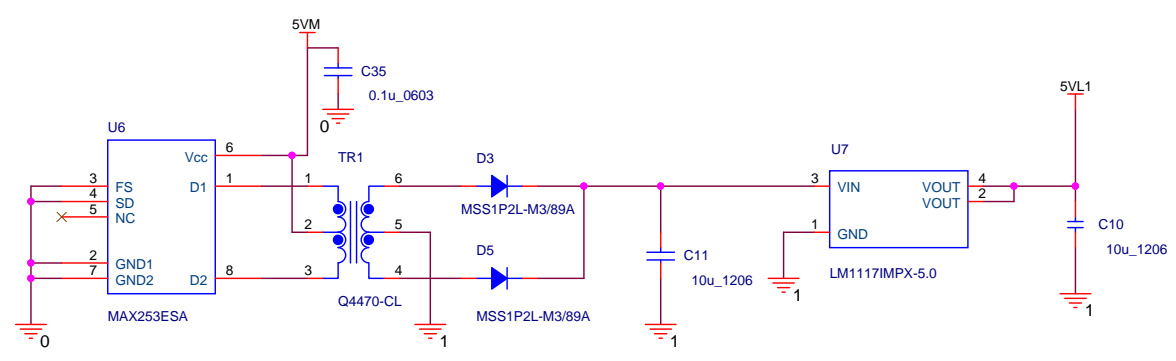 5VM
C35
0.1u_0603
0
5VL1
U6
Vcc 6
3 FS
D1 1
4 SD
5 NC
2 GND1
7 GND2
D2 8
MAX253ESA
0
TR1
1
2
3
6
5
4
Q4470-CL
1
D3
MSS1P2L-M3/89A
D5
MSS1P2L-M3/89A
C11
10u_1206
1
U7
3 VIN
VOUT 4
VOUT 2
1 GND
LM1117IMPX-5.0
1
C10
10u_1206
1